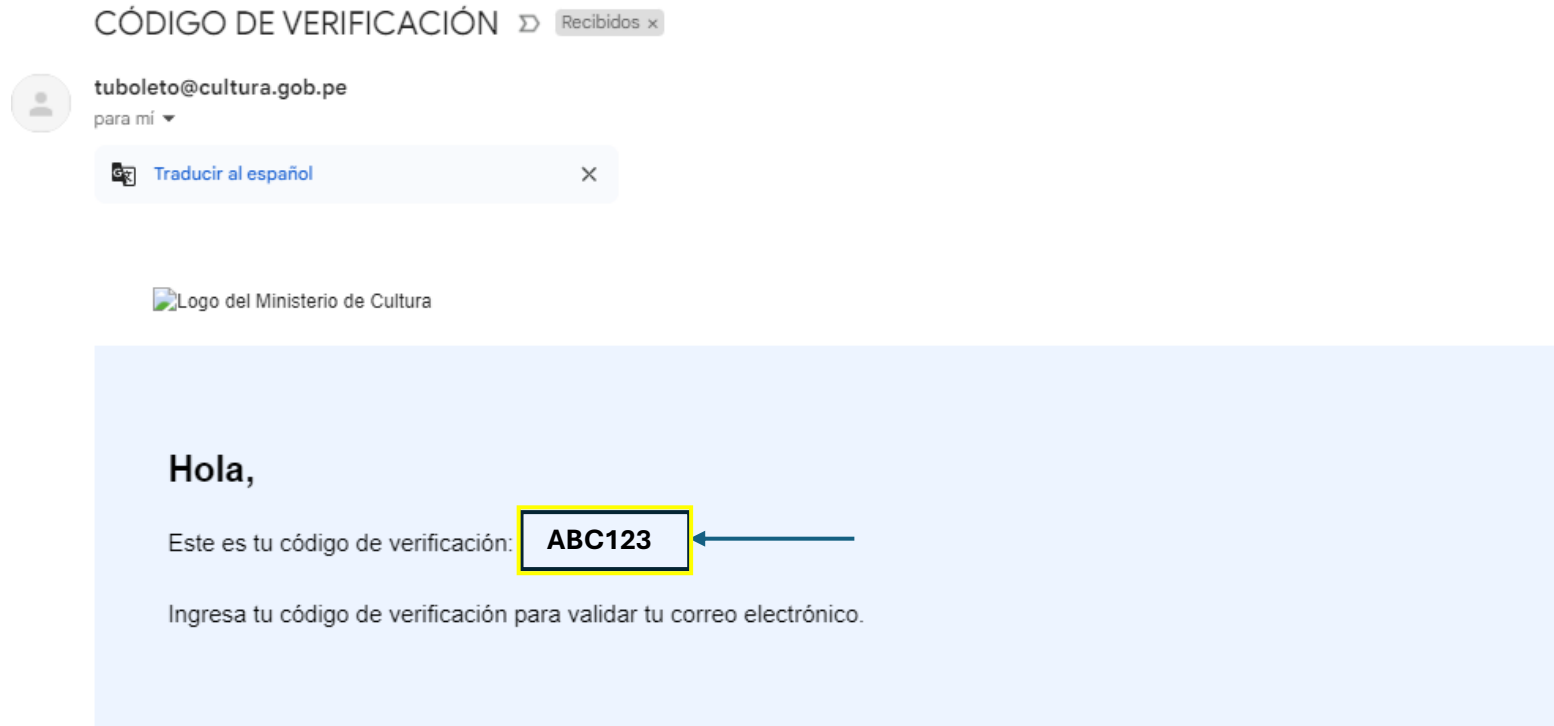 CÓDIGO DE VERIFICACIÓN Recibidos ×
tuboleto@cultura.gob.pe
para mí
Traducir al español
Logo del Ministerio de Cultura
Hola,
Este es tu código de verificación: ABC123
Ingresa tu código de verificación para validar tu correo electrónico.